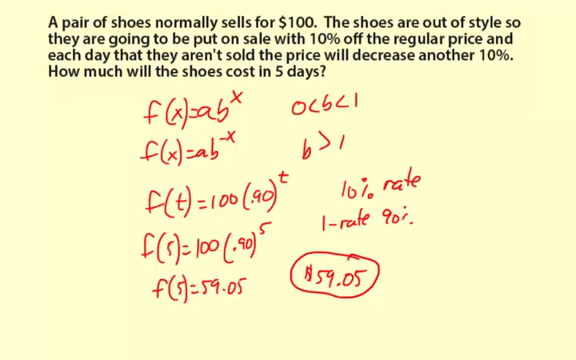 A pair of shoes normally sells for $100. The shoes are out of style so
they are going to be put on sale with 10% off the regular price and
each day that they aren't sold the price will decrease another 10%.
How much will the shoes cost in 5 days?
f(x)=ab^x 0<b<1
f(x)=ab^-x b>1
f(t)=100(.90)^t 10% rate
1-rate 90%
f(5)=100(.90)^5
f(5)=59.05 $59.05